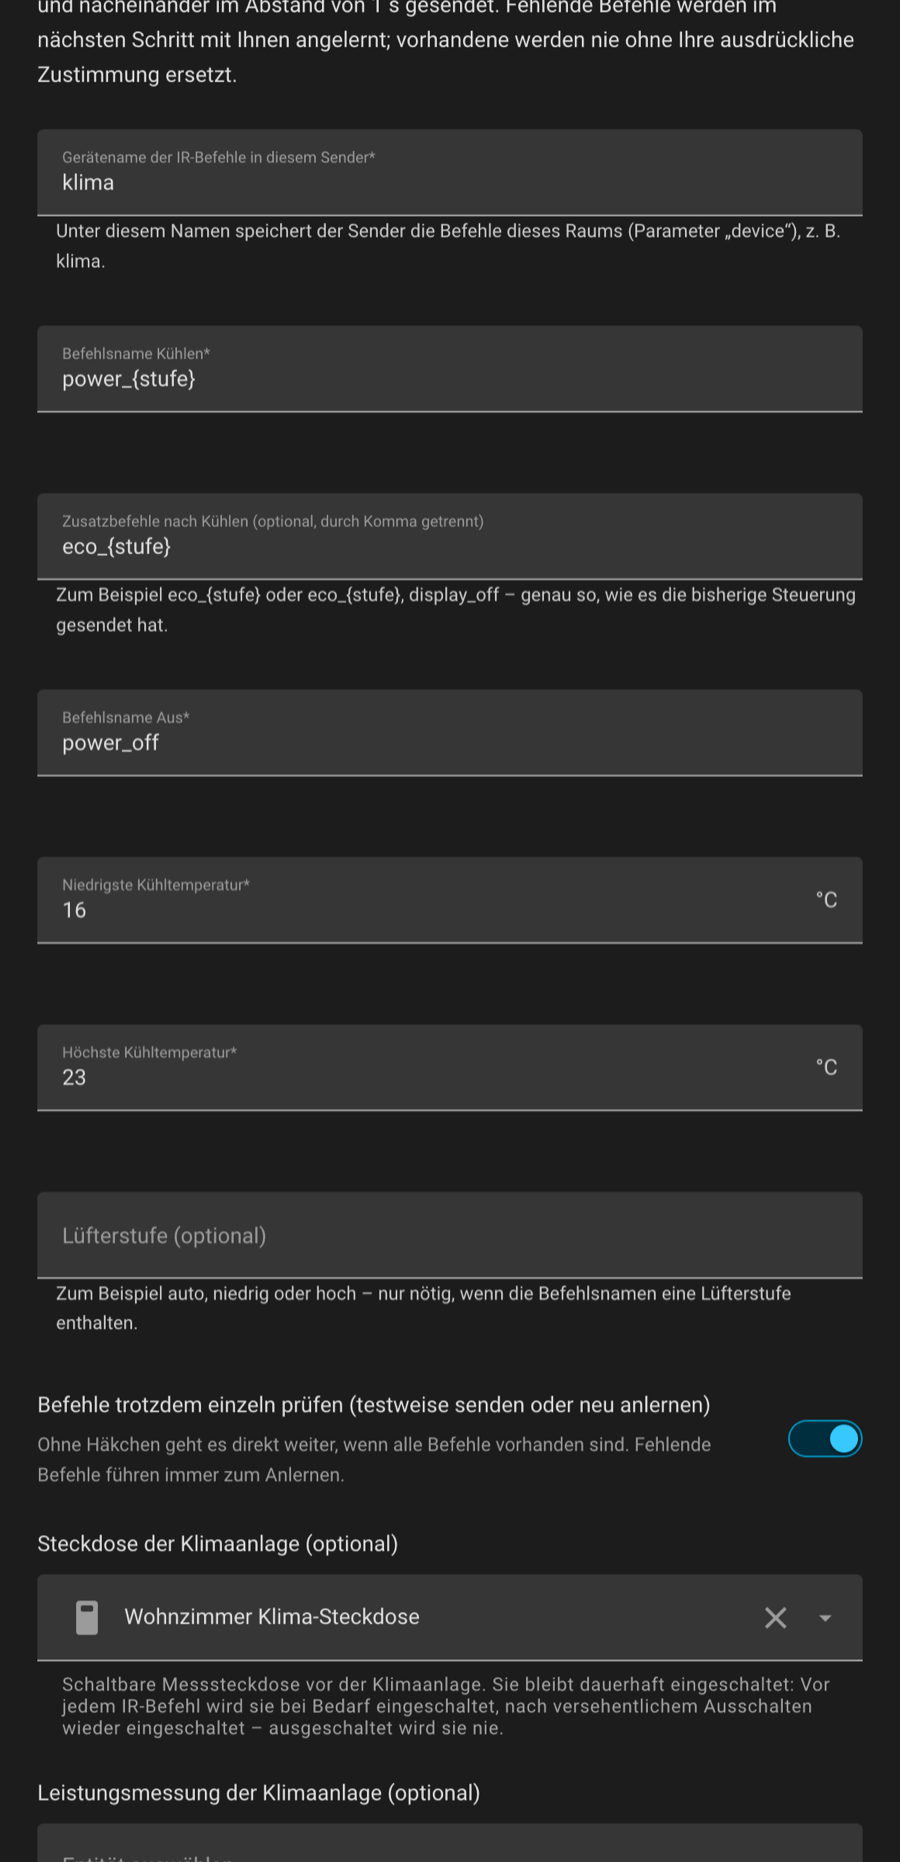 und nacheinander im Abstand von 1 s gesendet. Fehlende Befehle werden im
nächsten Schritt mit Ihnen angelernt; vorhandene werden nie ohne Ihre ausdrückliche
Zustimmung ersetzt.
Gerätename der IR-Befehle in diesem Sender*
klima
Unter diesem Namen speichert der Sender die Befehle dieses Raums (Parameter „device“), z. B.
klima.
Befehlsname Kühlen*
power_{stufe}
Zusatzbefehle nach Kühlen (optional, durch Komma getrennt)
eco_{stufe}
Zum Beispiel eco_{stufe} oder eco_{stufe}, display_off – genau so, wie es die bisherige Steuerung
gesendet hat.
Befehlsname Aus*
power_off
Niedrigste Kühltemperatur*
16
°C
Höchste Kühltemperatur*
23
°C
Lüfterstufe (optional)
Zum Beispiel auto, niedrig oder hoch – nur nötig, wenn die Befehlsnamen eine Lüfterstufe
enthalten.
Befehle trotzdem einzeln prüfen (testweise senden oder neu anlernen)
Ohne Häkchen geht es direkt weiter, wenn alle Befehle vorhanden sind. Fehlende
Befehle führen immer zum Anlernen.
Steckdose der Klimaanlage (optional)
Wohnzimmer Klima-Steckdose
Schaltbare Messsteckdose vor der Klimaanlage. Sie bleibt dauerhaft eingeschaltet: Vor
jedem IR-Befehl wird sie bei Bedarf eingeschaltet, nach versehentlichem Ausschalten
wieder eingeschaltet – ausgeschaltet wird sie nie.
Leistungsmessung der Klimaanlage (optional)
Entität auswählen